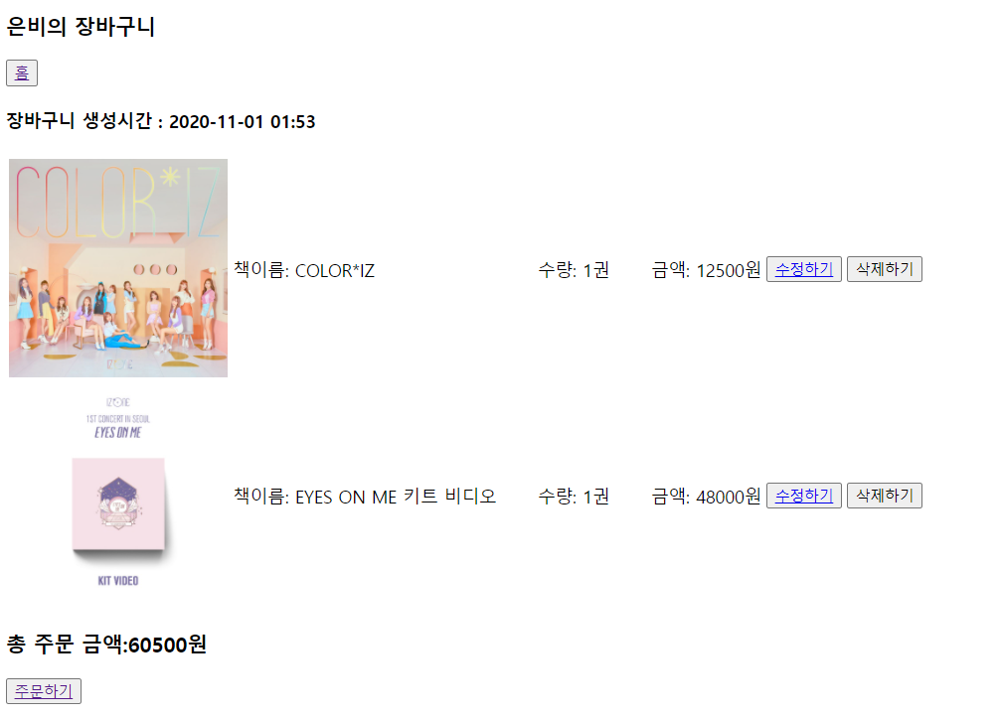 은비의 장바구니
홈
장바구니 생성시간 : 2020-11-01 01:53
COLOR*IZ
IZ*ONE
책이름: COLOR*IZ 수량: 1권 금액: 12500원 수정하기 삭제하기
IZ*ONE
1ST CONCERT IN SEOUL
EYES ON ME
KIT VIDEO
책이름: EYES ON ME 키트 비디오 수량: 1권 금액: 48000원 수정하기 삭제하기
총 주문 금액:60500원
주문하기